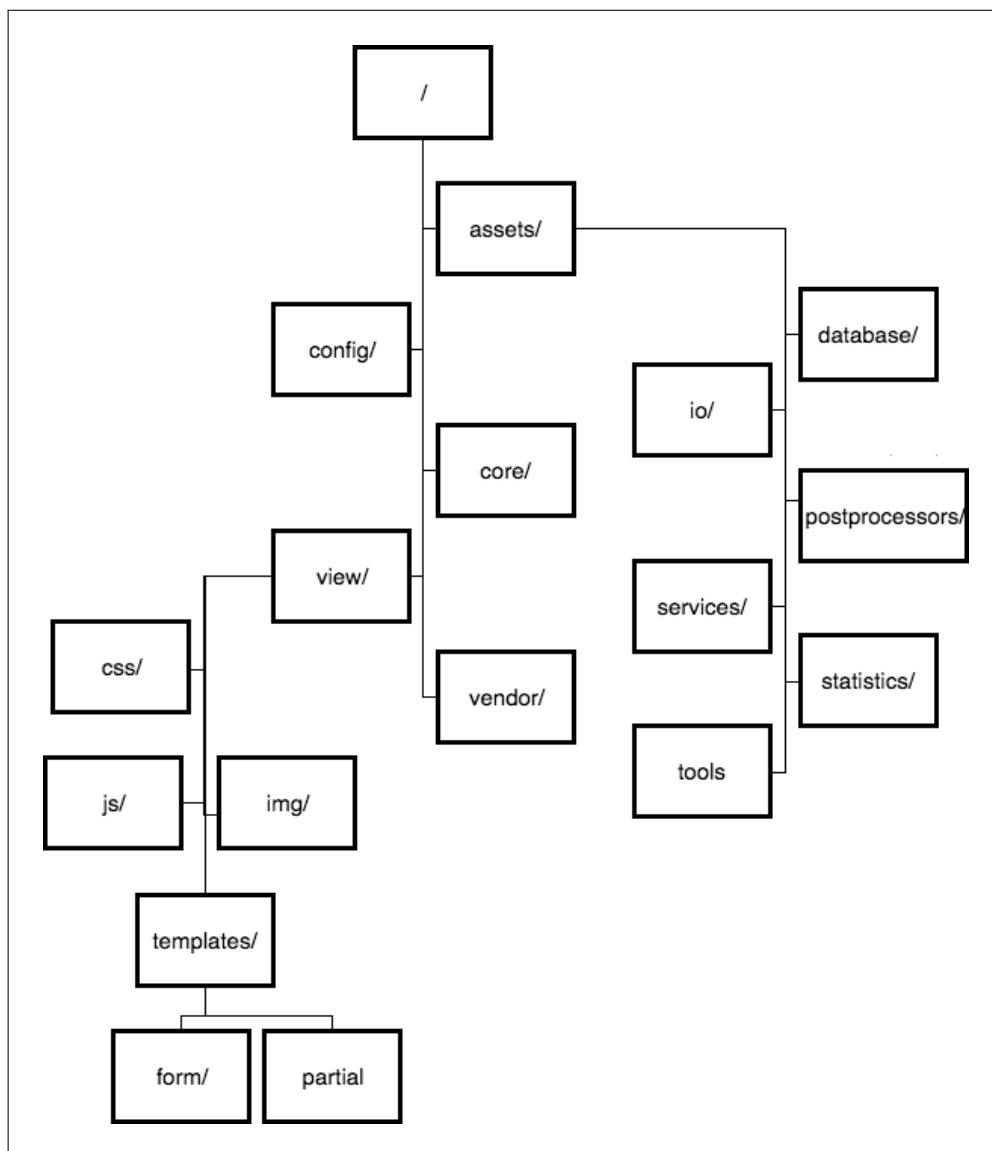 /
assets/
config/
database/
io/
core/
postprocessors/
view/
services/
css/
statistics/
vendor/
tools
js/
img/
templates/
form/
partial